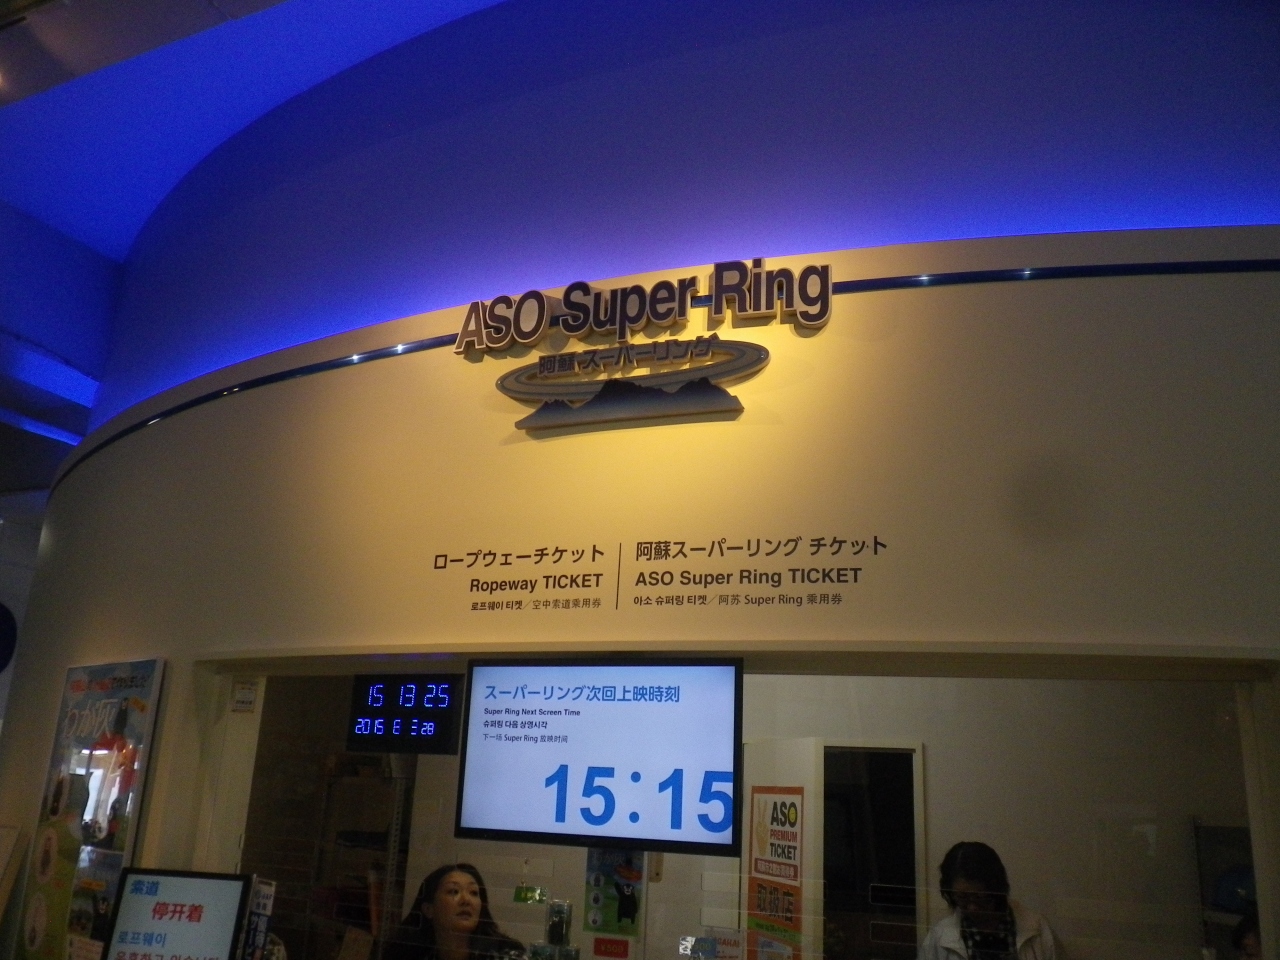 ASO Super Ring
阿蘇スーパーリング
ロープウェーチケット
Ropeway TICKET
로프웨이 티켓／空中索道乘用券
阿蘇スーパーリング チケット
ASO Super Ring TICKET
아소 슈퍼링 티켓／阿苏 Super Ring 乘用券
15 13 25
2015
28
スーパーリング次回上映時刻
Super Ring Next Screen Time
슈퍼링 다음 상영시각
下一场 Super Ring 放映时间
15:15
ASO
PREMIUM
TICKET
取扱店
索道
停开着
로프웨이